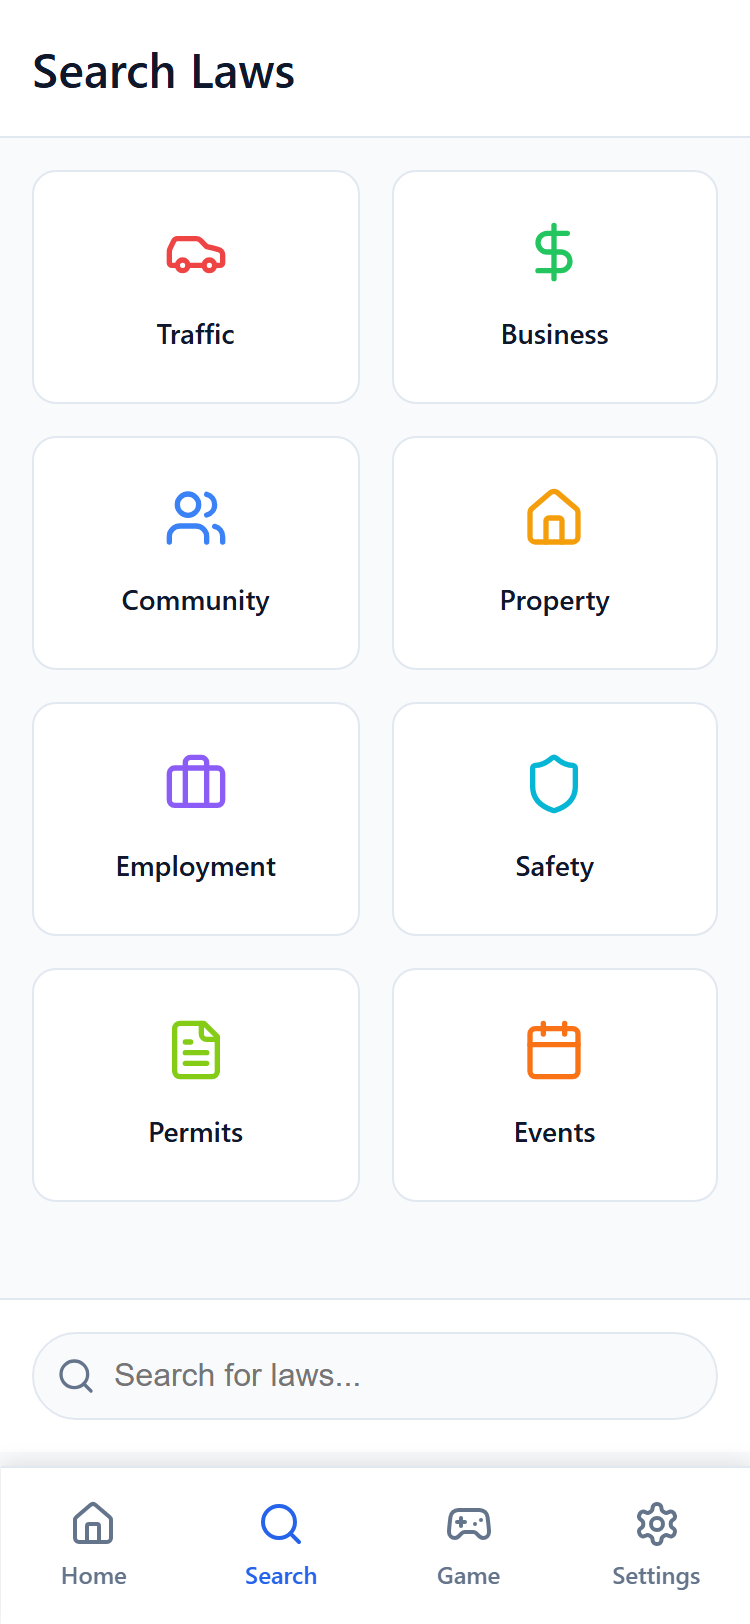 Search Laws
Traffic
Business
Community
Property
Employment
Safety
Permits
Events
Search for laws...
Home
Search
Game
Settings